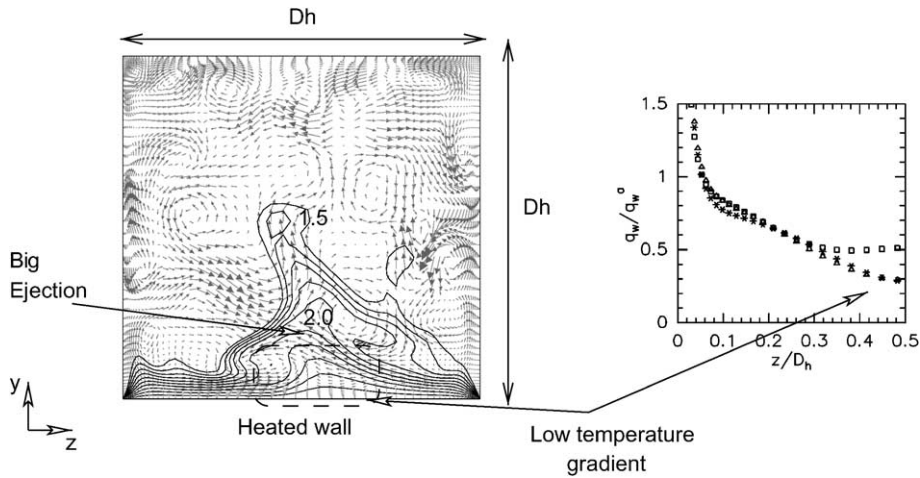 Dh
1.5
2.0
Big
Ejection
Dh
y
z
Heated wall
1.5
1
0.5
0
0
0.1
0.2
0.3
0.4
0.5
q_w/q_w^o
z/D_h
Low temperature
gradient